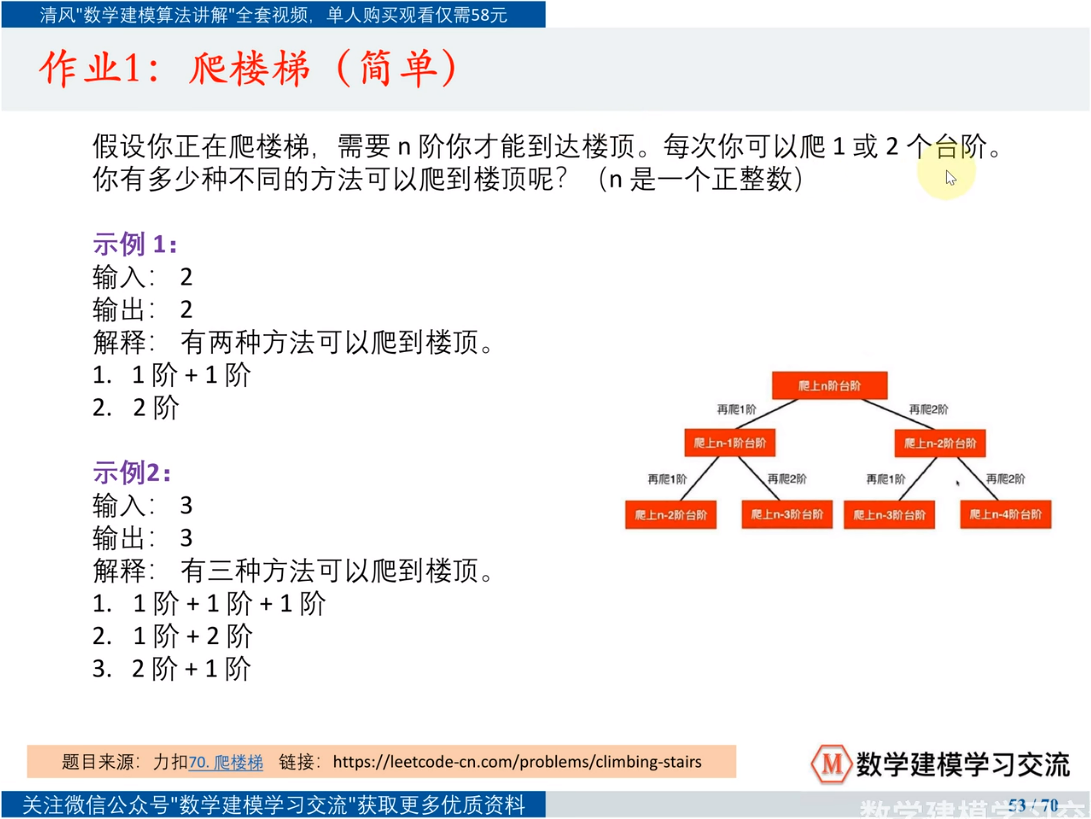 清风"数学建模算法讲解"全套视频，单人购买观看仅需58元
作业1：爬楼梯（简单）
假设你正在爬楼梯，需要 n 阶你才能到达楼顶。每次你可以爬 1 或 2 个台阶。
你有多少种不同的方法可以爬到楼顶呢？（n 是一个正整数）
示例 1：
输入： 2
输出： 2
解释： 有两种方法可以爬到楼顶。
1. 1 阶 + 1 阶
2. 2 阶
示例2：
输入： 3
输出： 3
解释： 有三种方法可以爬到楼顶。
1. 1 阶 + 1 阶 + 1 阶
2. 1 阶 + 2 阶
3. 2 阶 + 1 阶
爬上n阶台阶
再爬1阶 再爬2阶
爬上n-1阶台阶 爬上n-2阶台阶
再爬1阶 再爬2阶 再爬1阶 再爬2阶
爬上n-2阶台阶 爬上n-3阶台阶 爬上n-3阶台阶 爬上n-4阶台阶
题目来源：力扣70. 爬楼梯 链接：https://leetcode-cn.com/problems/climbing-stairs
M 数学建模学习交流
关注微信公众号"数学建模学习交流"获取更多优质资料
53 / 70
数学建模学习交